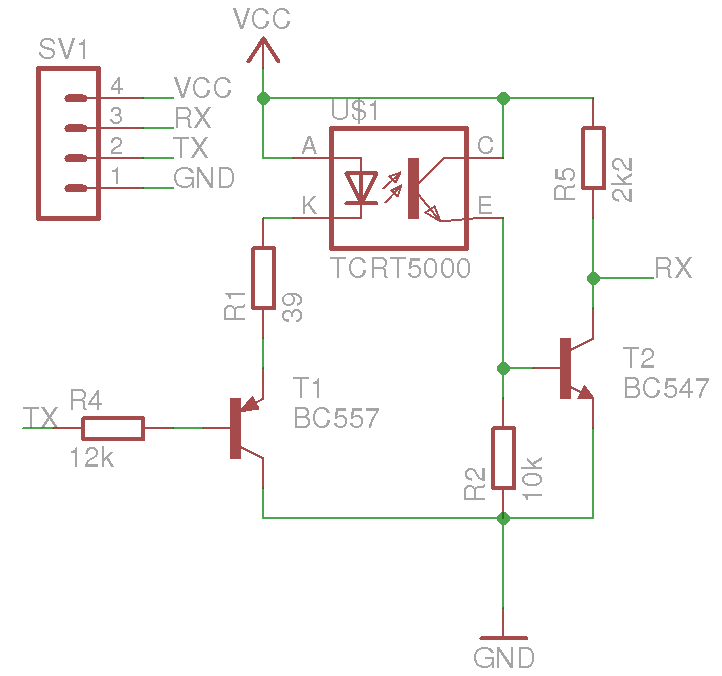 VCC
SV1
4 VCC
3 RX
2 TX
1 GND
U$1
A
C
K
E
TCRT5000
R5
2k2
RX
R1
39
T2
BC547
T1
BC557
TX
R4
12k
R2
10k
GND